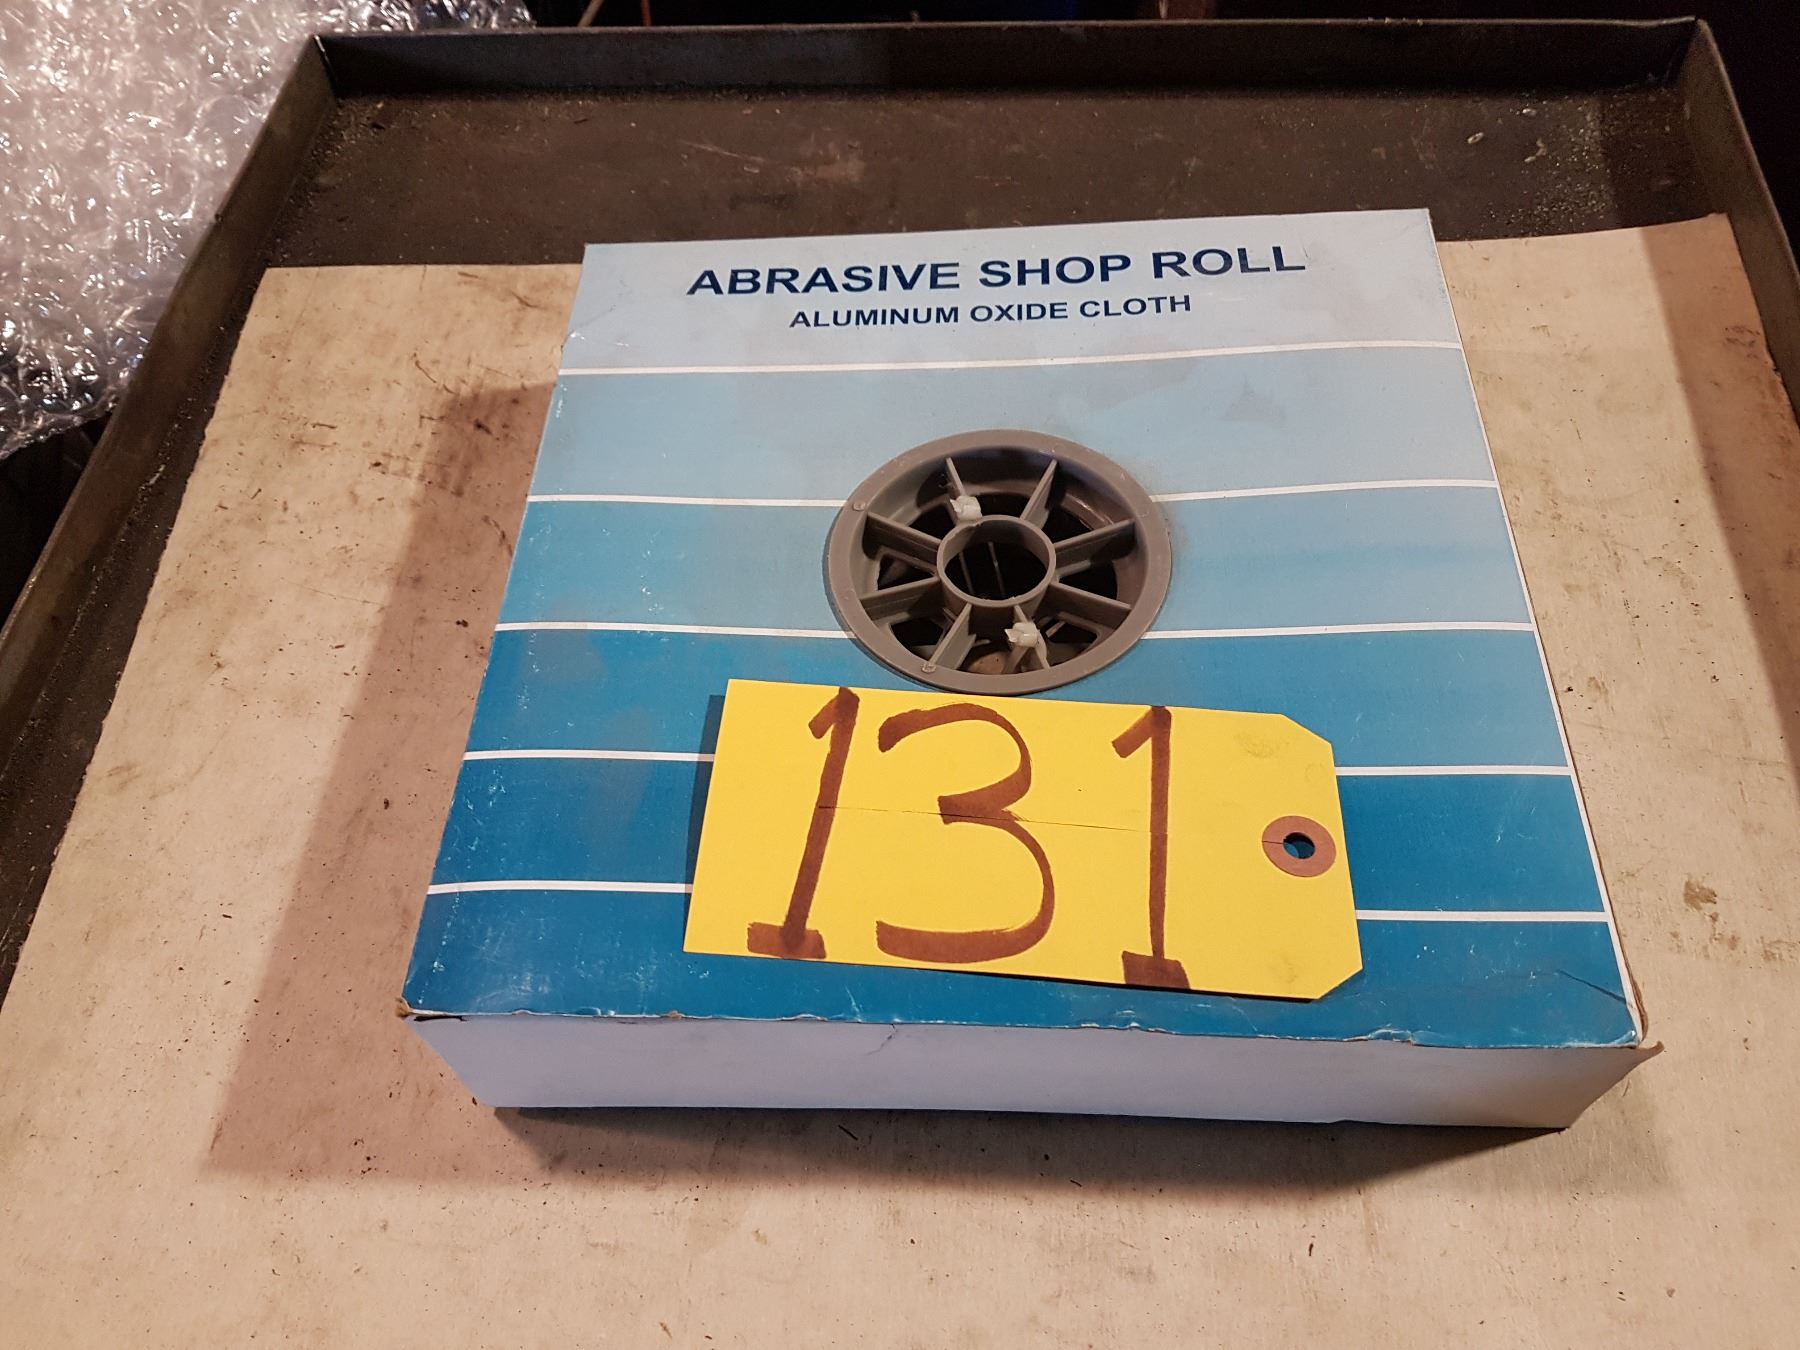 ABRASIVE SHOP ROLL
ALUMINUM OXIDE CLOTH
131